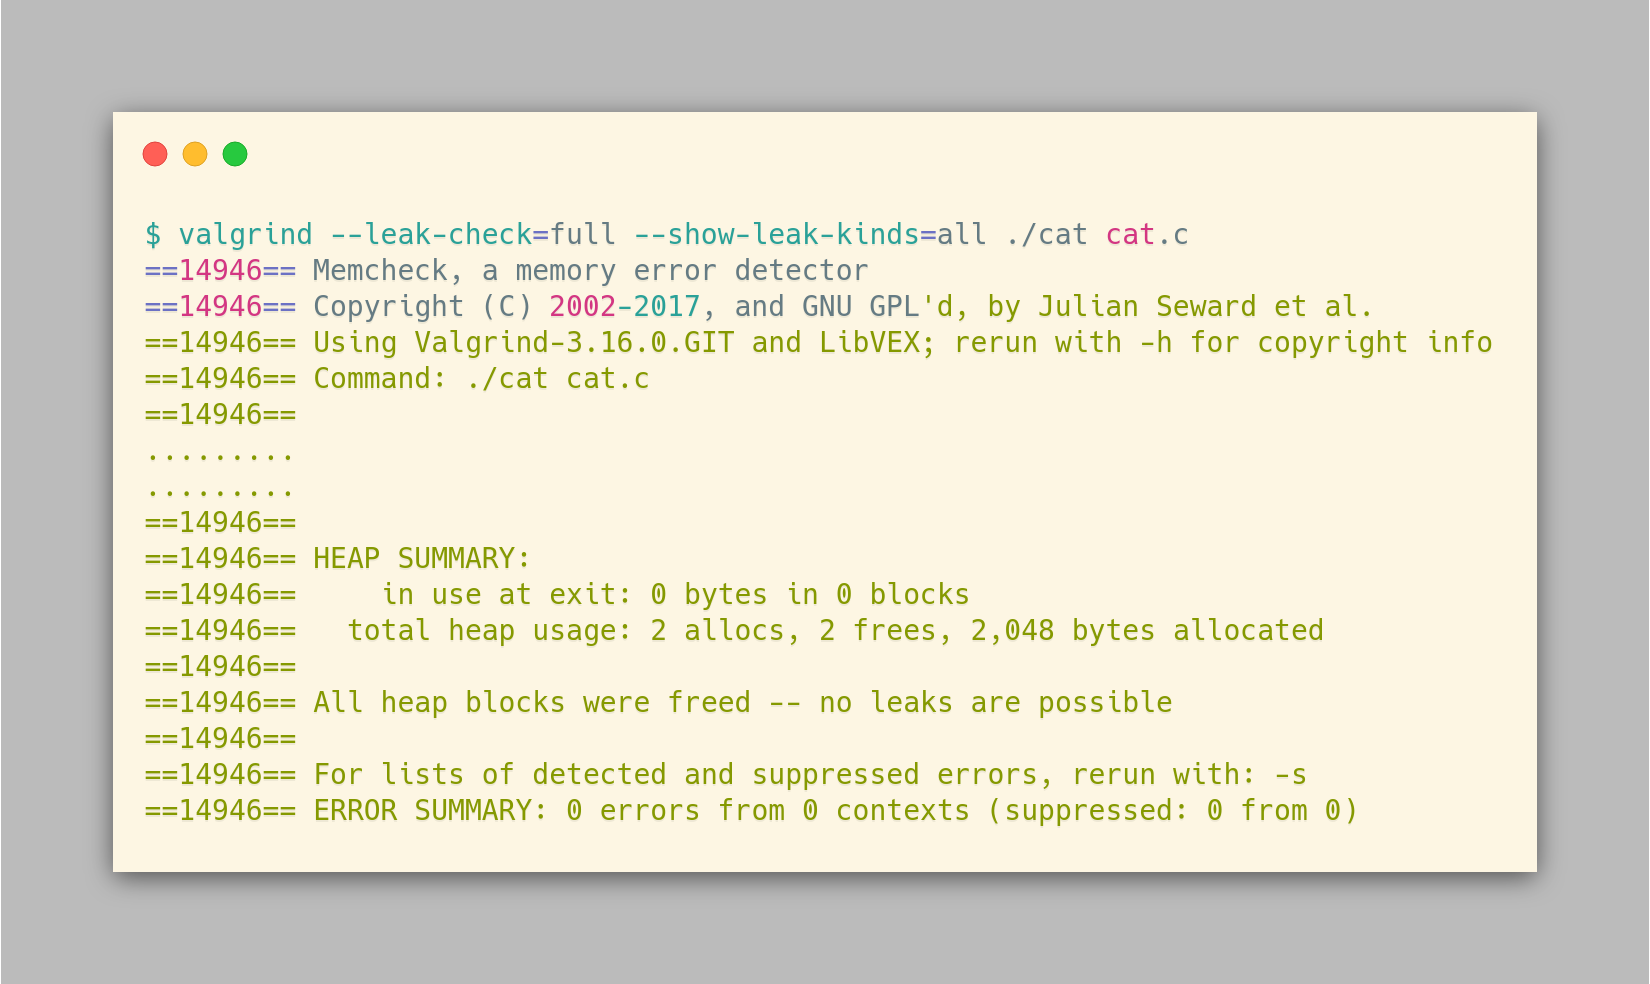 $ valgrind --leak-check=full --show-leak-kinds=all ./cat cat.c
==14946== Memcheck, a memory error detector
==14946== Copyright (C) 2002-2017, and GNU GPL'd, by Julian Seward et al.
==14946== Using Valgrind-3.16.0.GIT and LibVEX; rerun with -h for copyright info
==14946== Command: ./cat cat.c
==14946==
.........
.........
==14946==
==14946== HEAP SUMMARY:
==14946==     in use at exit: 0 bytes in 0 blocks
==14946==   total heap usage: 2 allocs, 2 frees, 2,048 bytes allocated
==14946==
==14946== All heap blocks were freed -- no leaks are possible
==14946==
==14946== For lists of detected and suppressed errors, rerun with: -s
==14946== ERROR SUMMARY: 0 errors from 0 contexts (suppressed: 0 from 0)